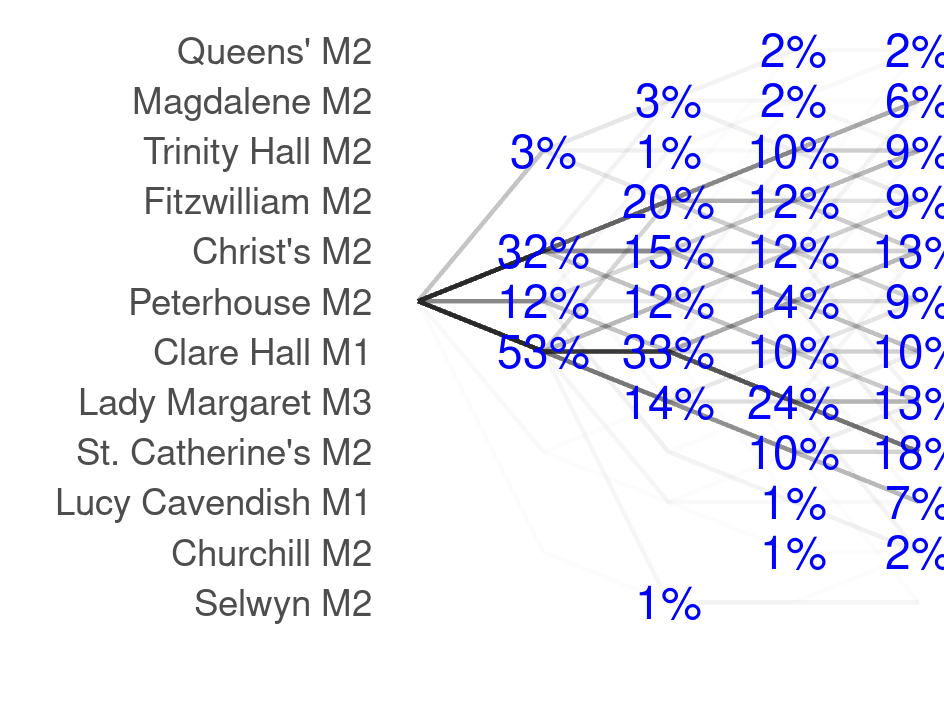 Queens' M2 2% 2%
Magdalene M2 3% 2% 6%
Trinity Hall M2 3% 1% 10% 9%
Fitzwilliam M2 20% 12% 9%
Christ's M2 32% 15% 12% 13%
Peterhouse M2 12% 12% 14% 9%
Clare Hall M1 53% 33% 10% 10%
Lady Margaret M3 14% 24% 13%
St. Catherine's M2 10% 18%
Lucy Cavendish M1 1% 7%
Churchill M2 1% 2%
Selwyn M2 1%